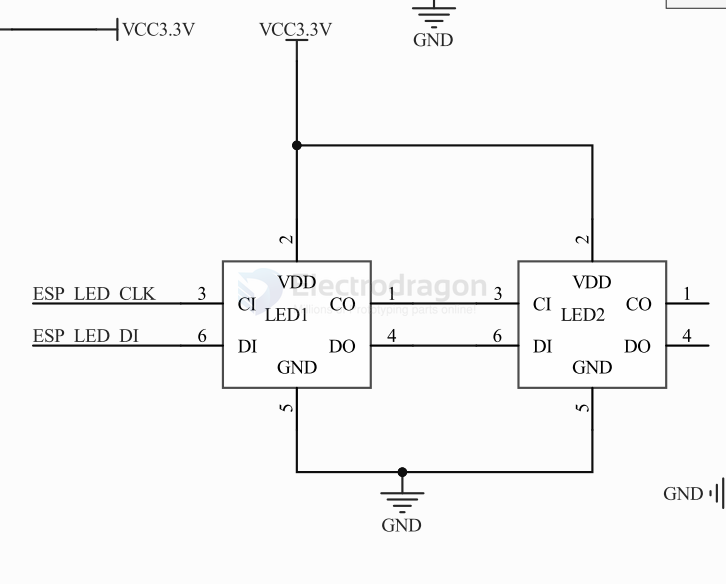 VCC3.3V
VCC3.3V
GND
2
2
Electrodragon
VDD
VDD
ESP_LED_CLK
3
CI
CO
1
3
CI
CO
1
LED1
LED2
ESP_LED_DI
6
DI
DO
4
6
DI
DO
4
GND
GND
5
5
GND
GND